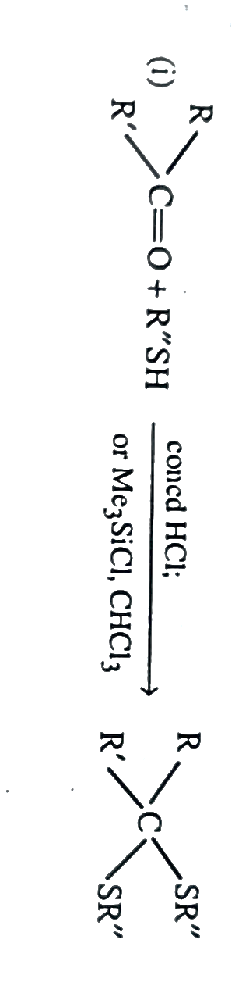 (i)
R
R′
C=O + R″SH
concd HCl;
or Me₃SiCl, CHCl₃
R
R′
C
SR″
SR″